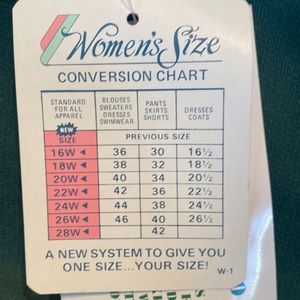 Women's Size
CONVERSION CHART
STANDARD FOR ALL APPAREL
BLOUSES SWEATERS DRESSES SWIMWEAR
PANTS SKIRTS SHORTS
DRESSES COATS
NEW SIZE
PREVIOUS SIZE
16W◄ 36 30 16½
18W◄ 38 32 18½
20W◄ 40 34 20½
22W◄ 42 36 22½
24W◄ 44 38 24½
26W◄ 46 40 26½
28W◄ 42
A NEW SYSTEM TO GIVE YOU
ONE SIZE...YOUR SIZE!
W-1